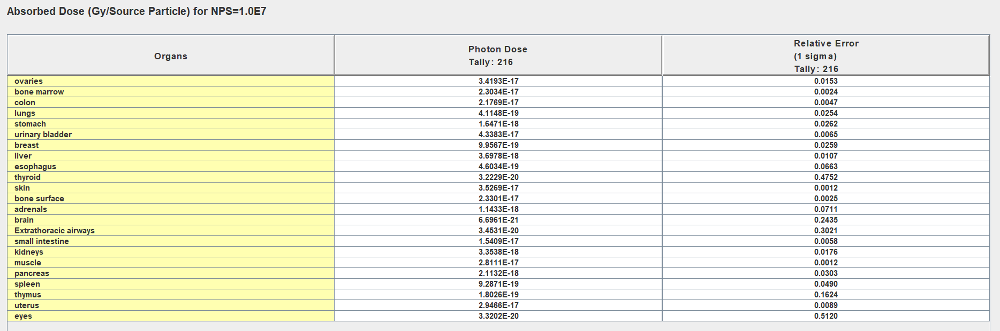 Absorbed Dose (Gy/Source Particle) for NPS=1.0E7
Organs
Photon Dose
Tally: 216
Relative Error
(1 sigma)
Tally: 216
ovaries 3.4193E-17 0.0153
bone marrow 2.3034E-17 0.0024
colon 2.1769E-17 0.0047
lungs 4.1148E-19 0.0254
stomach 1.6471E-18 0.0262
urinary bladder 4.3383E-17 0.0065
breast 9.9567E-19 0.0259
liver 3.6978E-18 0.0107
esophagus 4.6034E-19 0.0663
thyroid 3.2229E-20 0.4752
skin 3.5269E-17 0.0012
bone surface 2.3301E-17 0.0025
adrenals 1.1433E-18 0.0711
brain 6.6961E-21 0.2435
Extrathoracic airways 3.4531E-20 0.3021
small intestine 1.5409E-17 0.0058
kidneys 3.3538E-18 0.0176
muscle 2.8111E-17 0.0012
pancreas 2.1132E-18 0.0303
spleen 9.2871E-19 0.0490
thymus 1.8026E-19 0.1624
uterus 2.9466E-17 0.0089
eyes 3.3202E-20 0.5120